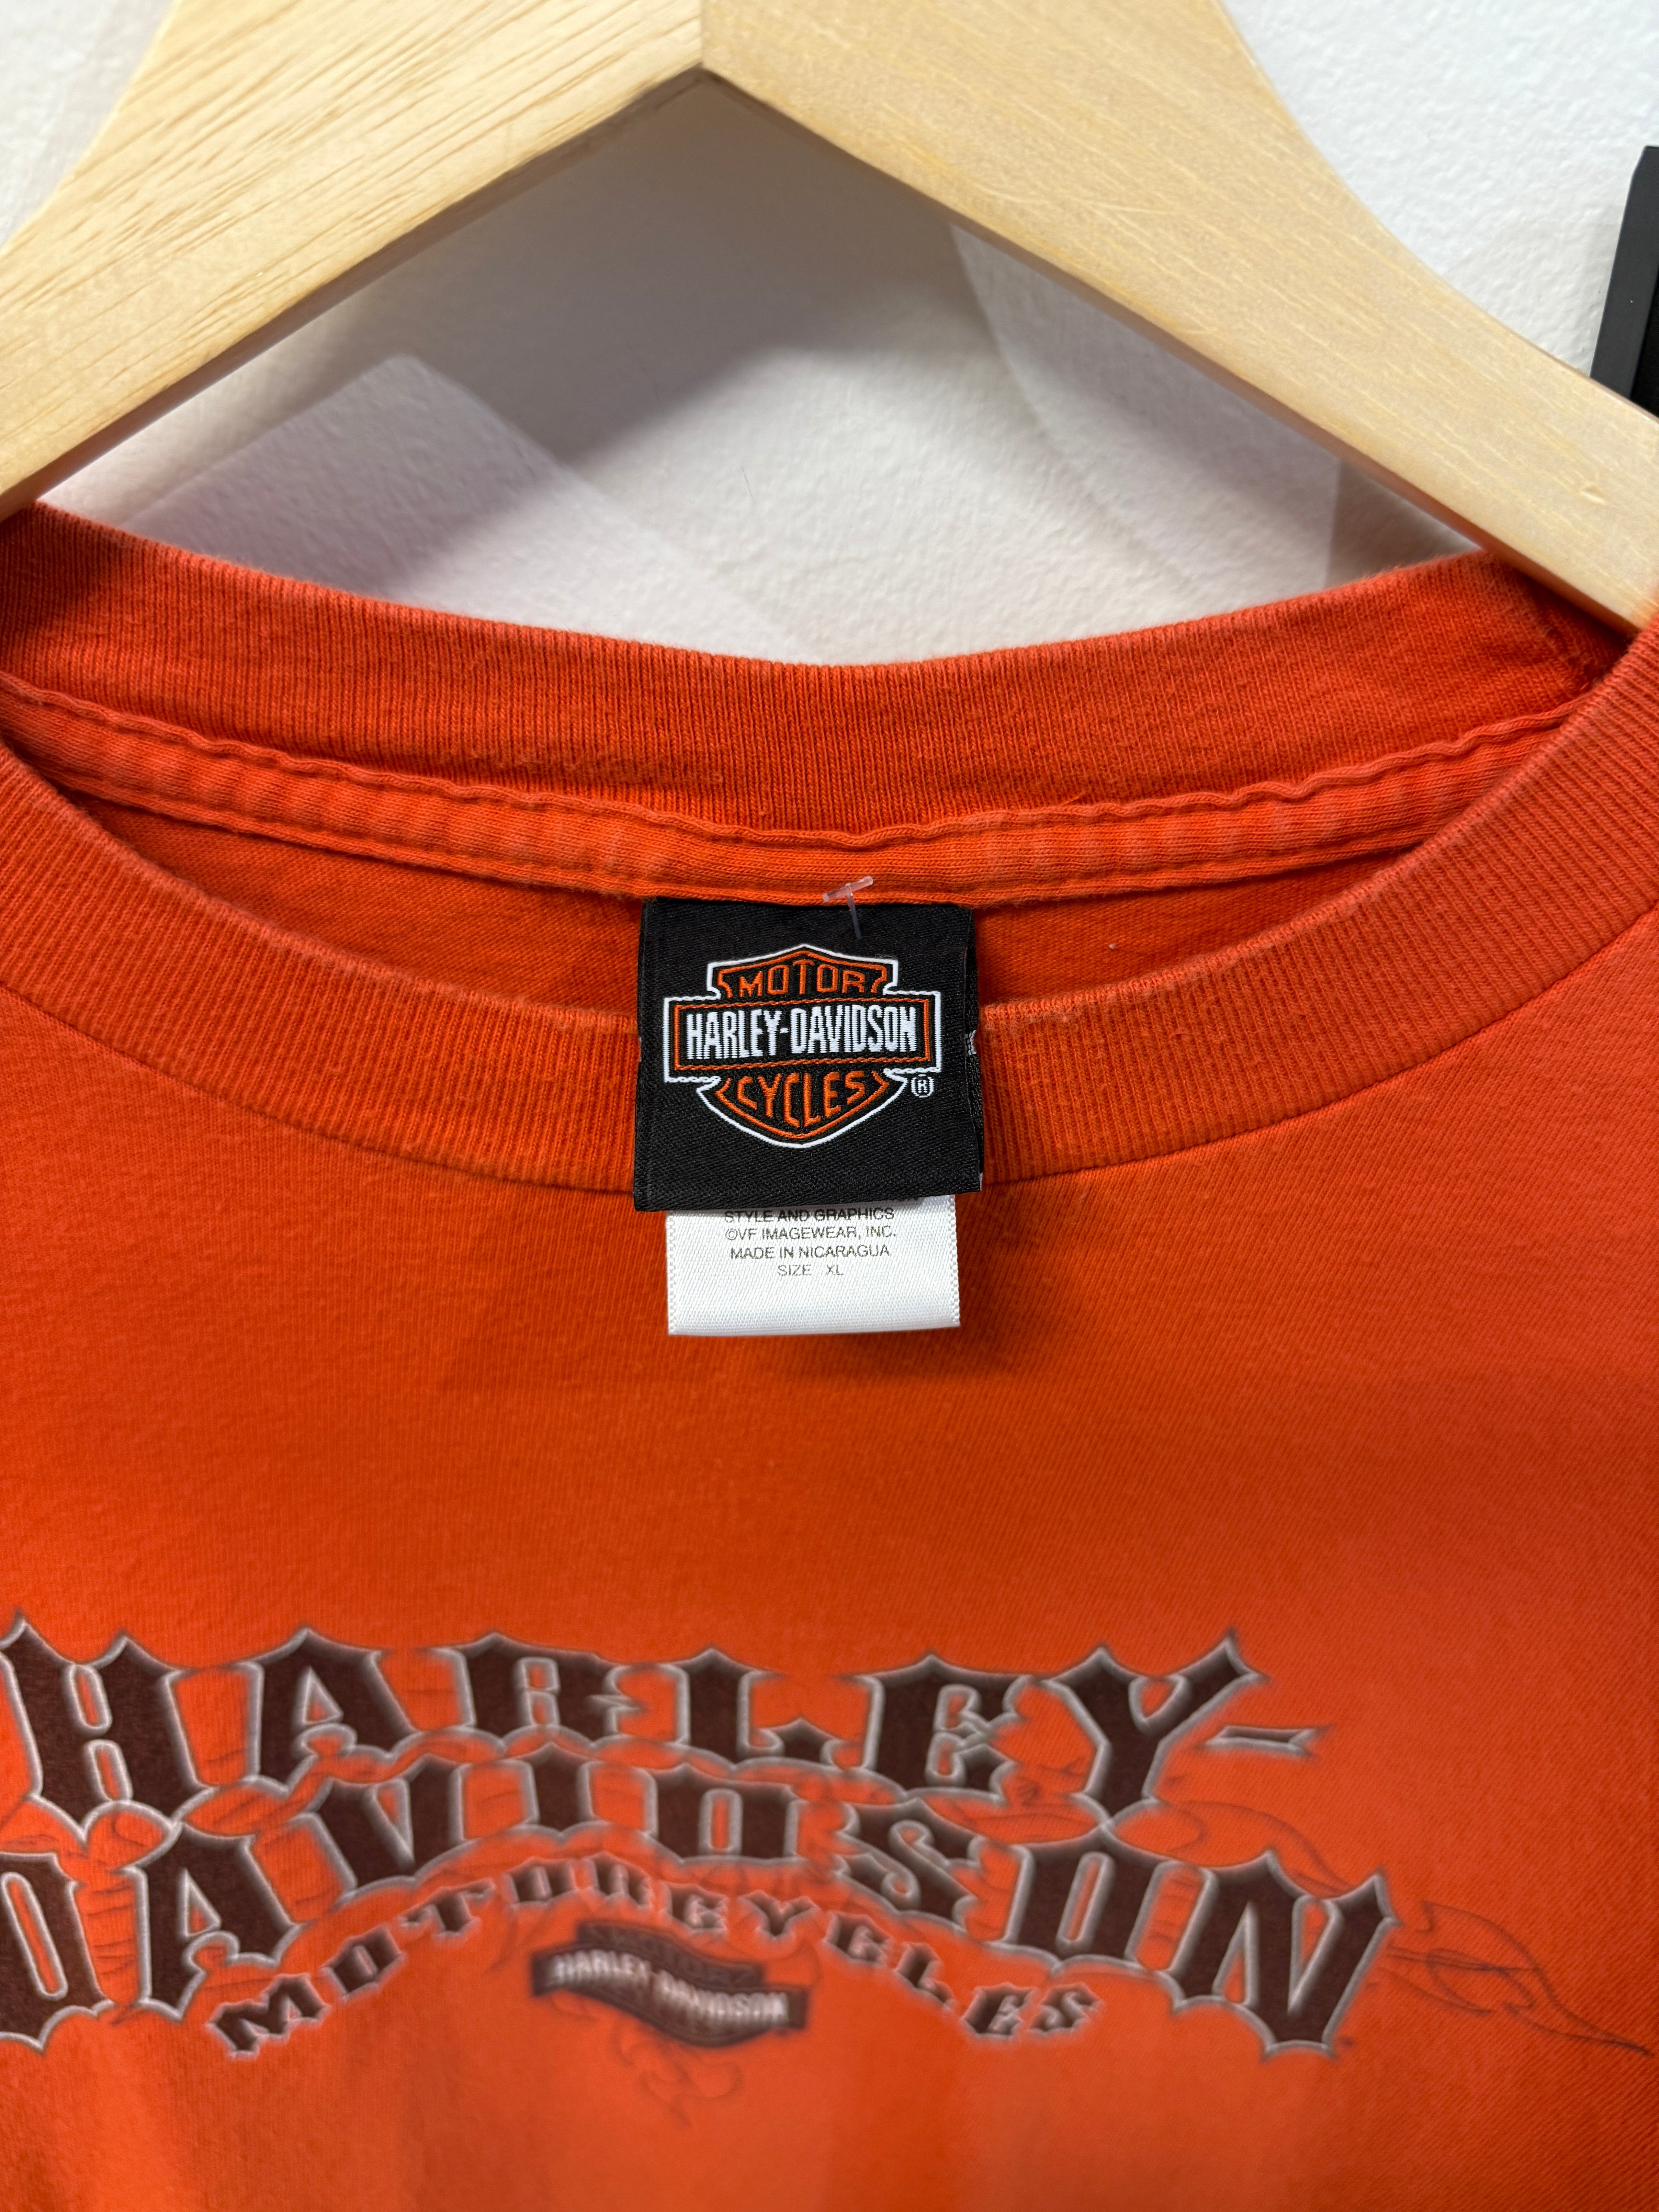 MOTOR
HARLEY-DAVIDSON
CYCLES ®
STYLE AND GRAPHICS
©VF IMAGEWEAR, INC.
MADE IN NICARAGUA
SIZE XL
HARLEY-
DAVIDSON
MOTORCYCLES
MOTOR
HARLEY-DAVIDSON